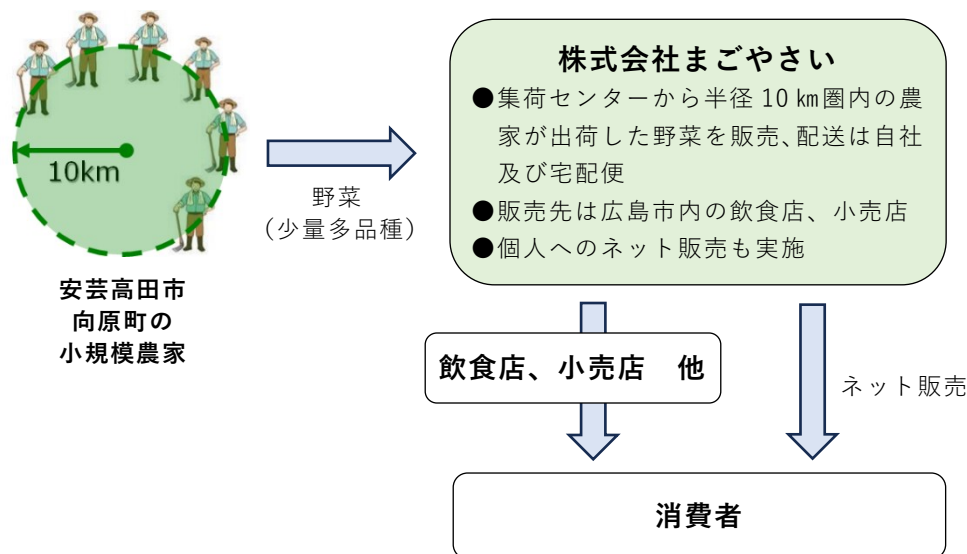 10km
安芸高田市
向原町の
小規模農家
野菜
(少量多品種)
株式会社まごやさい
●集荷センターから半径10㎞圏内の農
家が出荷した野菜を販売、配送は自社
及び宅配便
●販売先は広島市内の飲食店、小売店
●個人へのネット販売も実施
飲食店、小売店　他
ネット販売
消費者